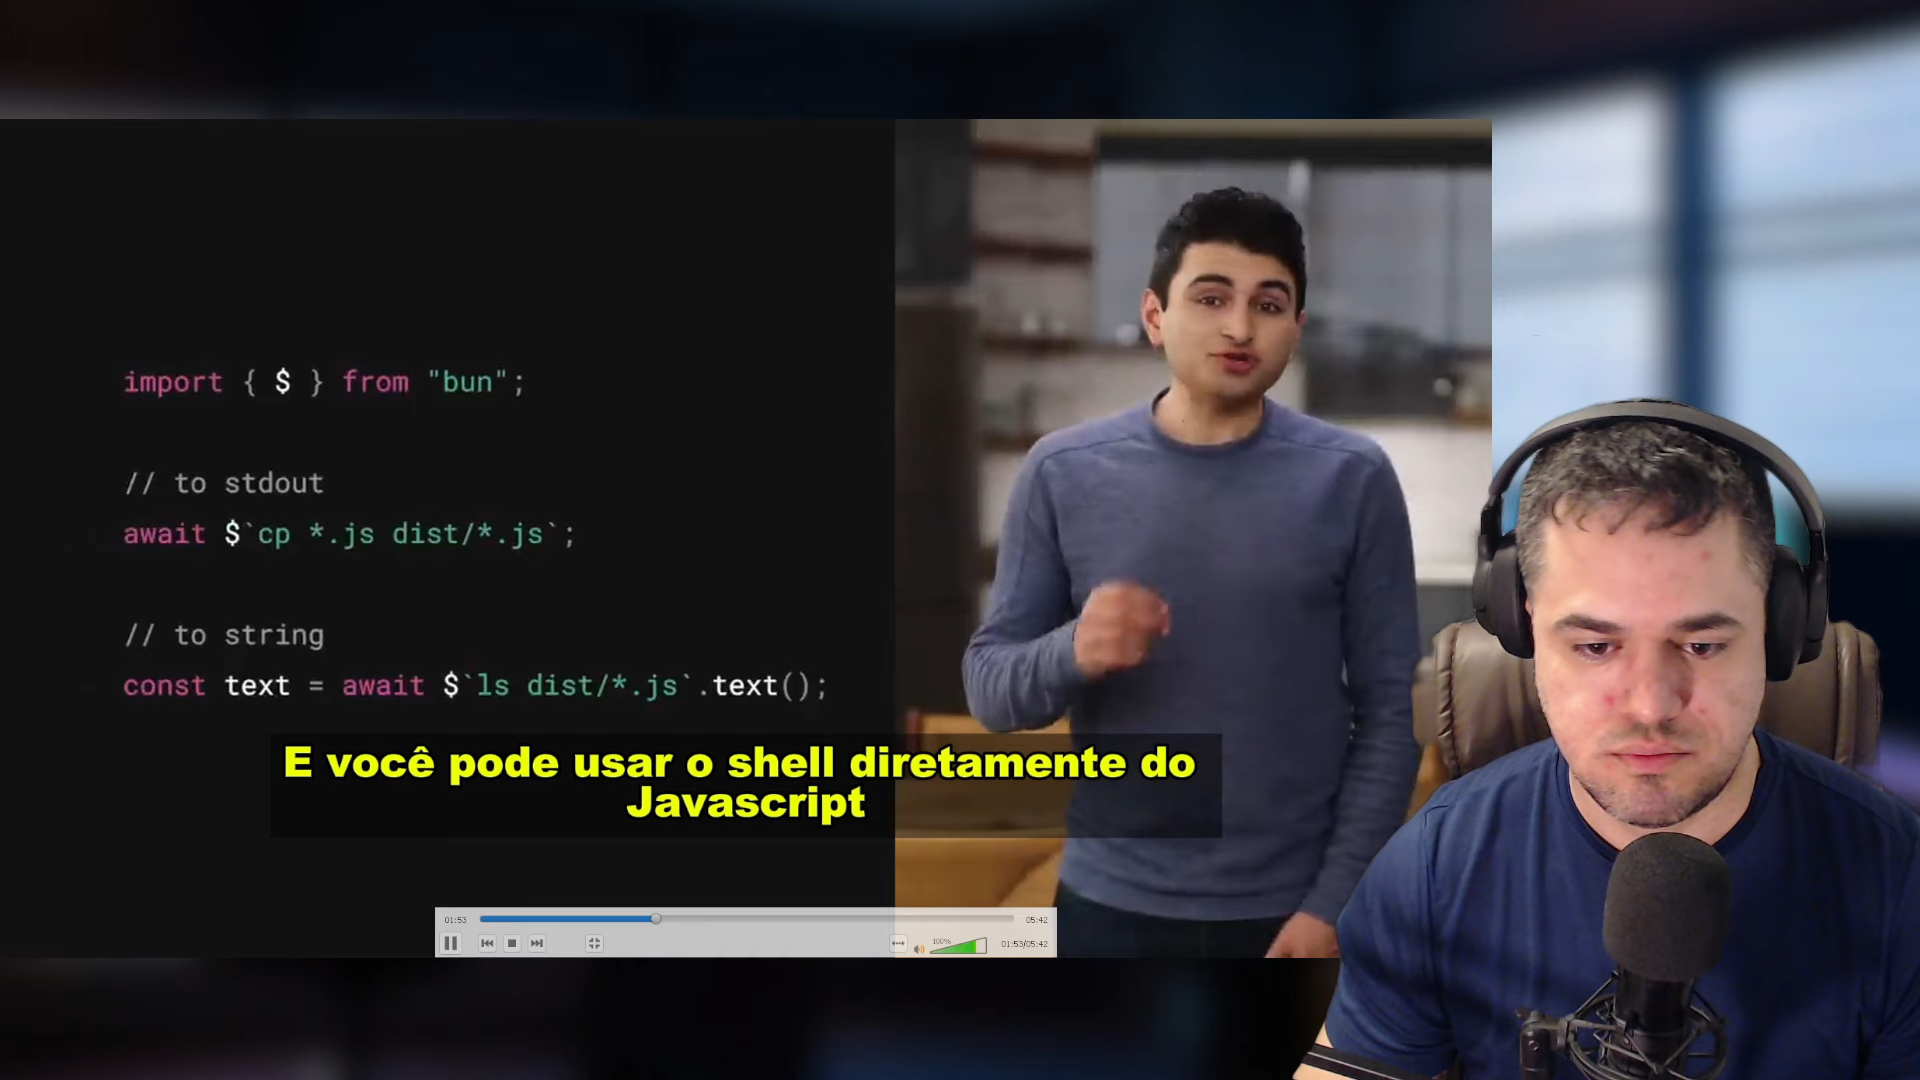 import { $ } from "bun";
// to stdout
await $`cp *.js dist/*.js`;
// to string
const text = await $`ls dist/*.js`.text();
E você pode usar o shell diretamente do
Javascript
01:53
05:42
100%
01:53/05:42